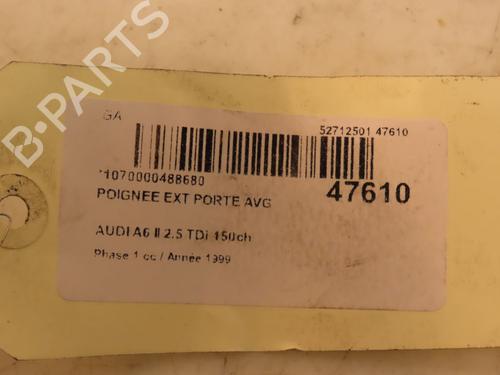 B-PARTS
GA
52712501 47610
*1070000488680
47610
POIGNEE EXT PORTE AVG
AUDI A6 II 2.5 TDi 150ch
Phase 1 cc / Année 1999